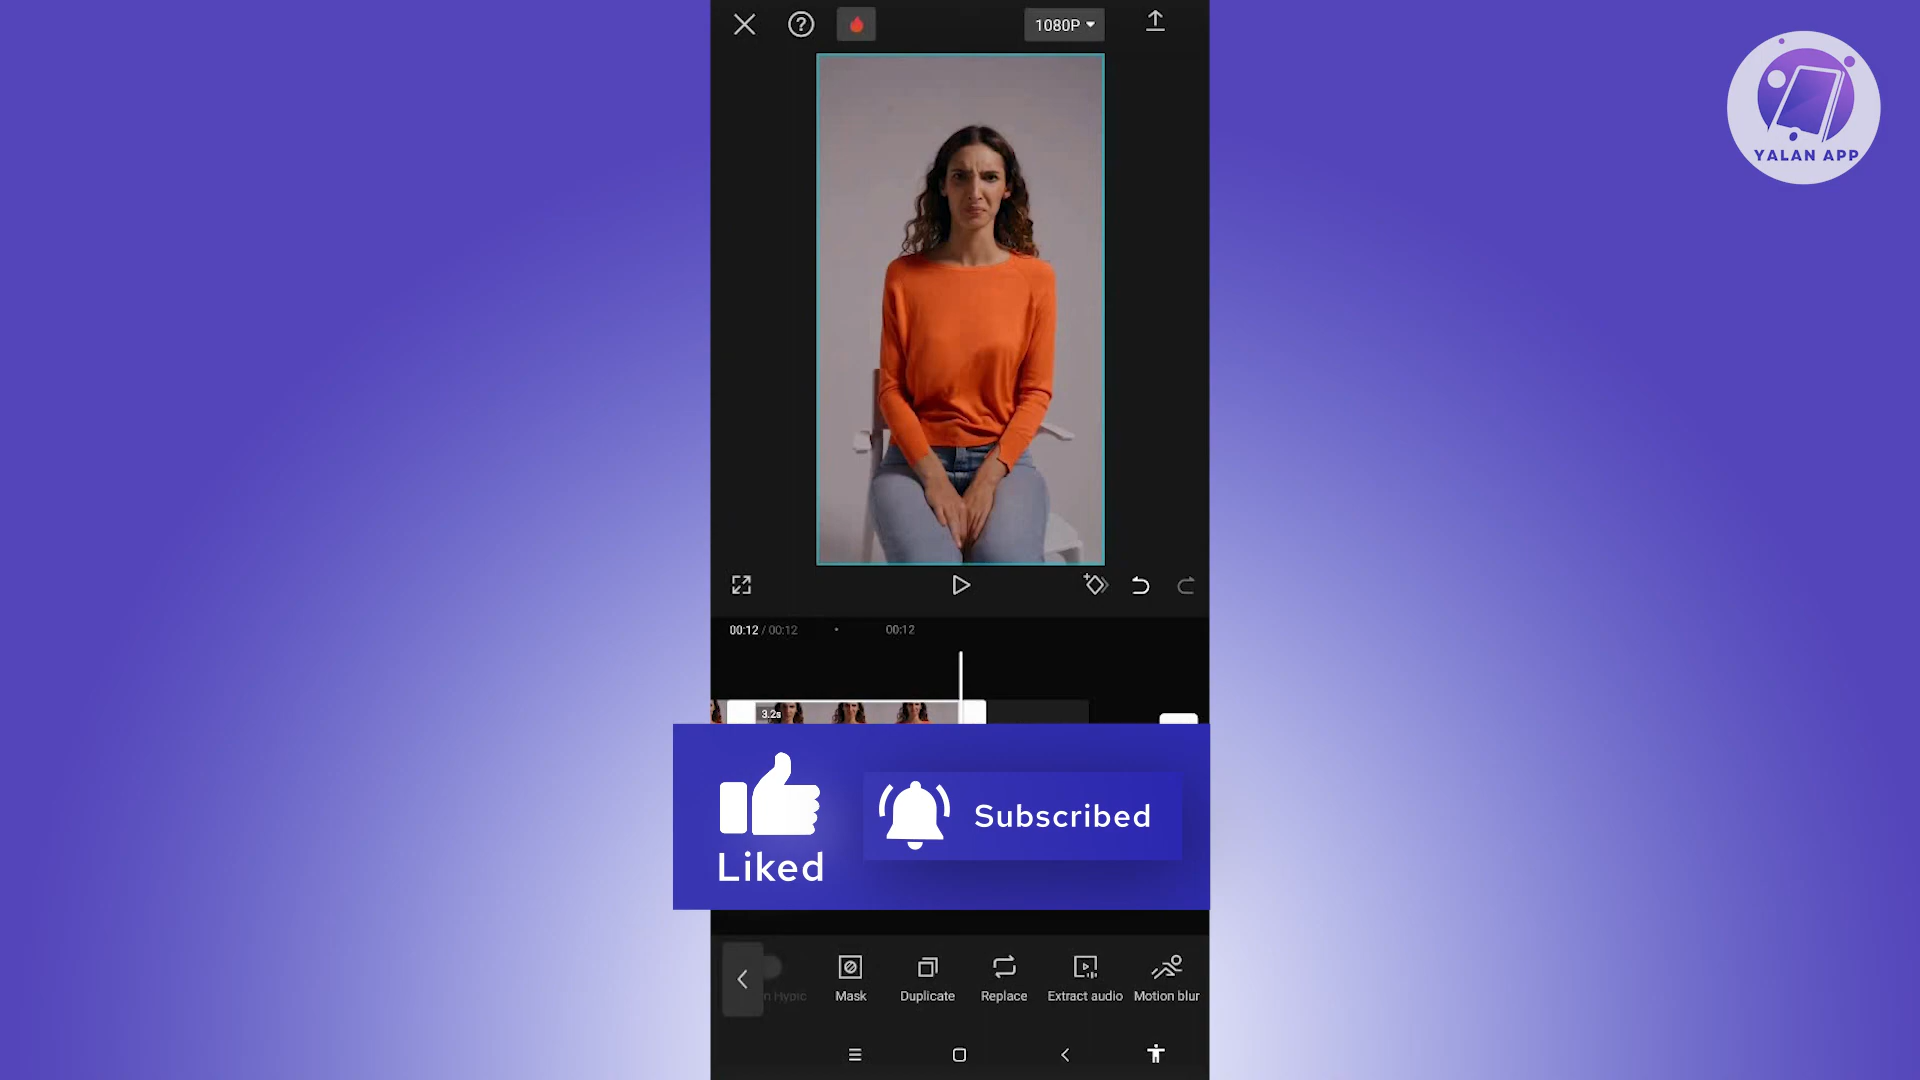 1080P
YALAN APP
00:12 / 00:12
00:12
3.2s
Liked
Subscribed
n Hypic
Mask
Duplicate
Replace
Extract audio
Motion blur